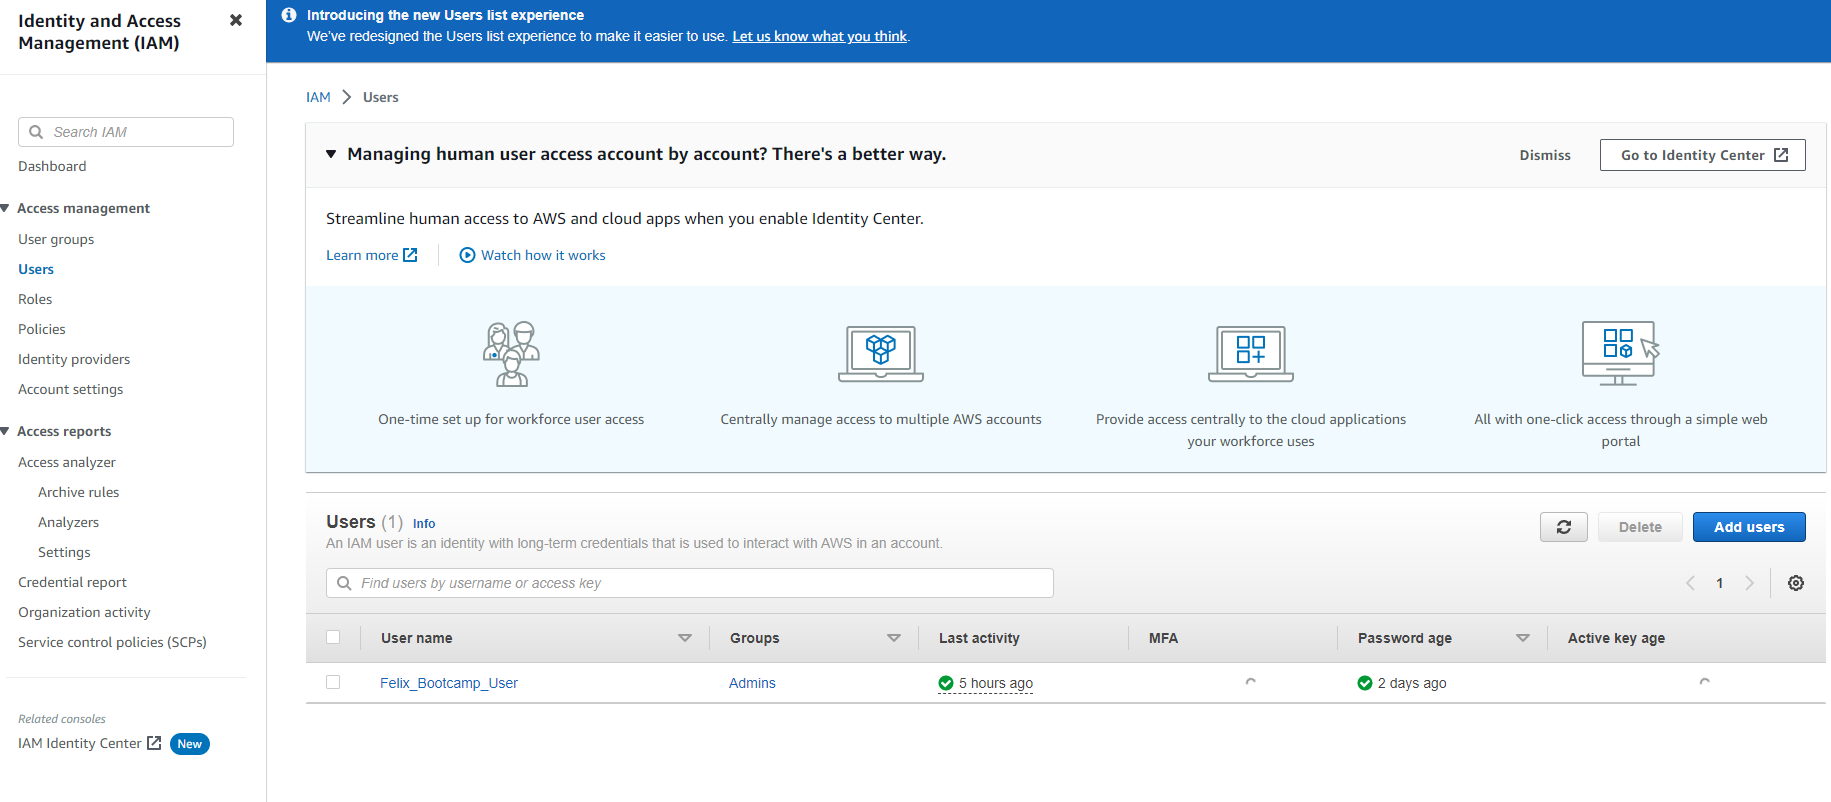 Identity and Access
Management (IAM)
Search IAM
Dashboard
Access management
User groups
Users
Roles
Policies
Identity providers
Account settings
Access reports
Access analyzer
Archive rules
Analyzers
Settings
Credential report
Organization activity
Service control policies (SCPs)
Related consoles
IAM Identity Center New
Introducing the new Users list experience
We've redesigned the Users list experience to make it easier to use. Let us know what you think.
IAM Users
Managing human user access account by account? There's a better way.
Dismiss Go to Identity Center
Streamline human access to AWS and cloud apps when you enable Identity Center.
Learn more Watch how it works
One-time set up for workforce user access
Centrally manage access to multiple AWS accounts
Provide access centrally to the cloud applications
your workforce uses
All with one-click access through a simple web
portal
Users (1) Info
An IAM user is an identity with long-term credentials that is used to interact with AWS in an account.
Delete Add users
Find users by username or access key
1
User name Groups Last activity MFA Password age Active key age
Felix_Bootcamp_User Admins 5 hours ago 2 days ago